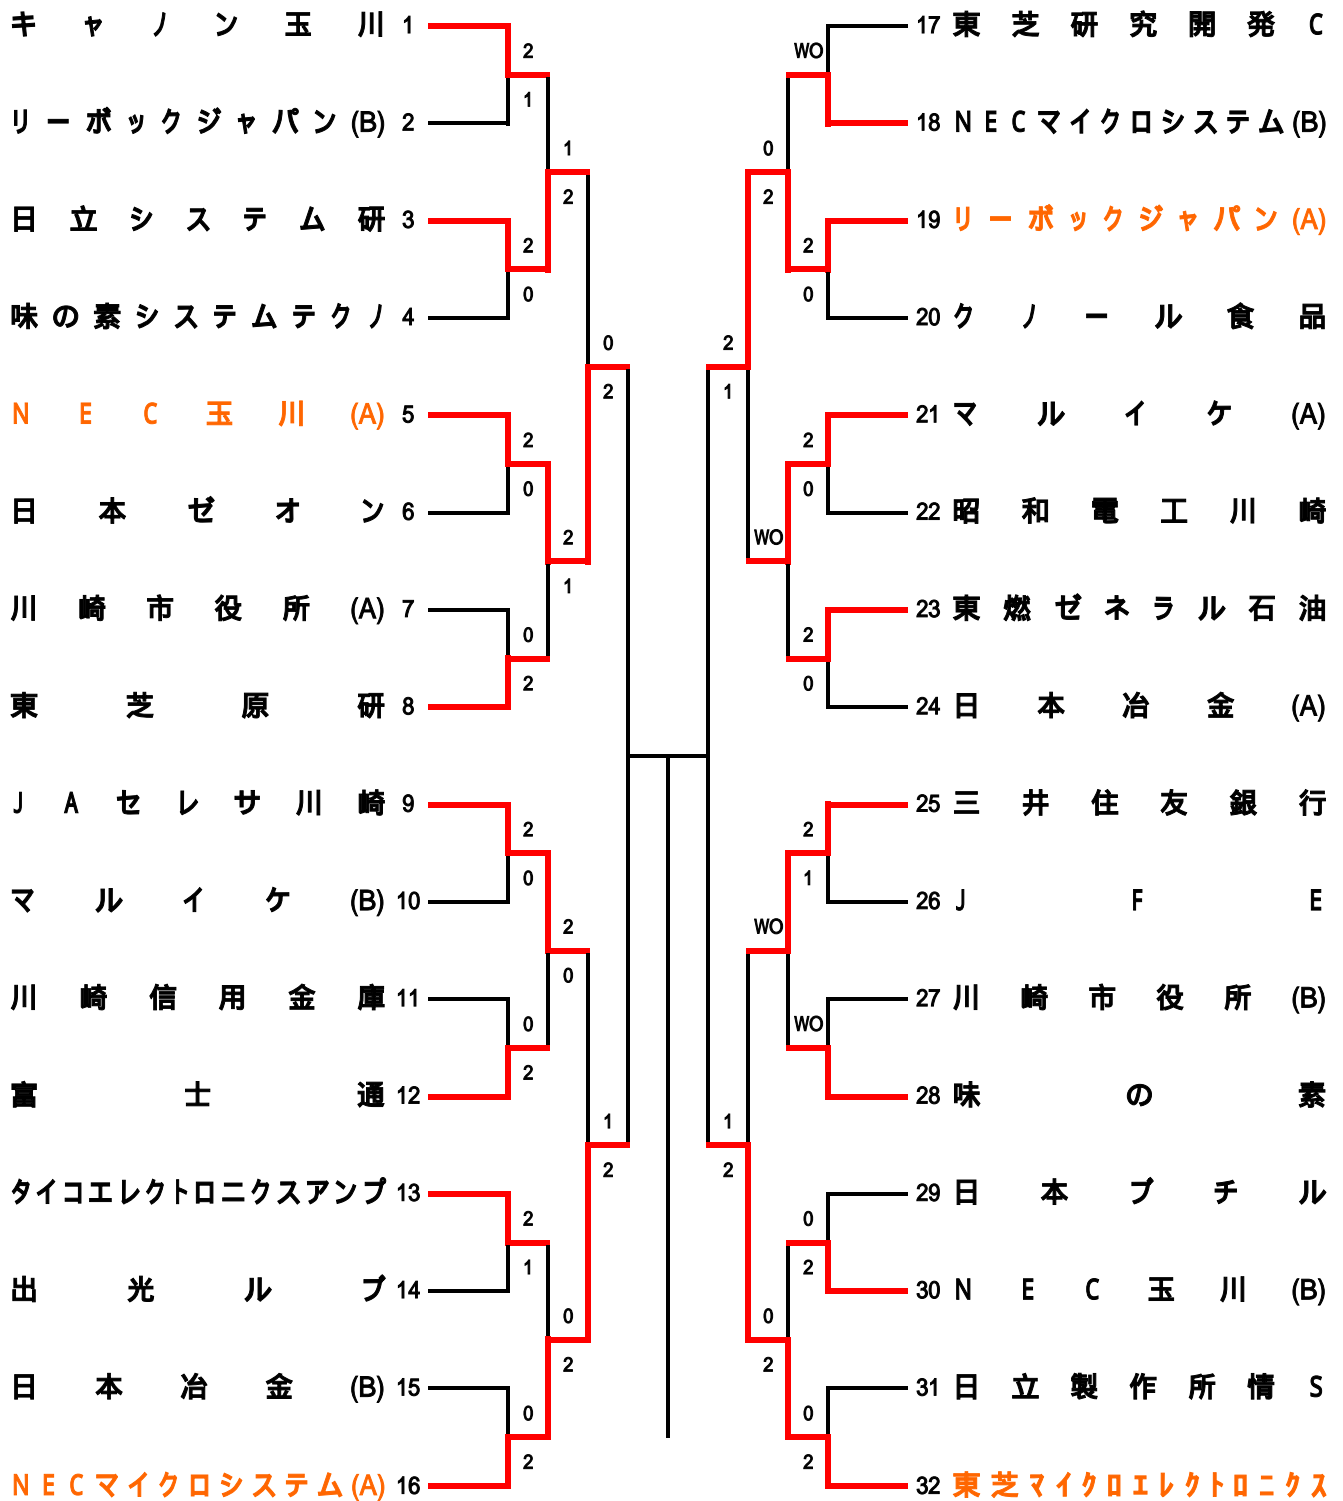 キャノン玉川 1
2
1
リーボックジャパン(B) 2
1
2
日立システム研 3
2
0
味の素システムテクノ 4
0
2
NEC玉川(A) 5
2
0
日本ゼオン 6
2
1
川崎市役所(A) 7
0
2
東芝原研 8
JAセレサ川崎 9
2
0
マルイケ(B) 10
2
0
川崎信用金庫 11
0
2
富士通 12
1
2
タイコエレクトロニクスアンプ 13
2
1
出光ルブ 14
0
2
日本冶金(B) 15
0
2
NECマイクロシステム(A) 16
17 東芝研究開発C
WO
18 NECマイクロシステム(B)
0
2
19 リーボックジャパン(A)
2
0
20 クノール食品
2
1
21 マルイケ(A)
2
0
22 昭和電工川崎
WO
23 東燃ゼネラル石油
2
0
24 日本冶金(A)
25 三井住友銀行
2
1
26 JFE
WO
27 川崎市役所(B)
WO
28 味の素
1
2
29 日本ブチル
0
2
30 NEC玉川(B)
0
2
31 日立製作所情S
0
2
32 東芝マイクロエレクトロニクス